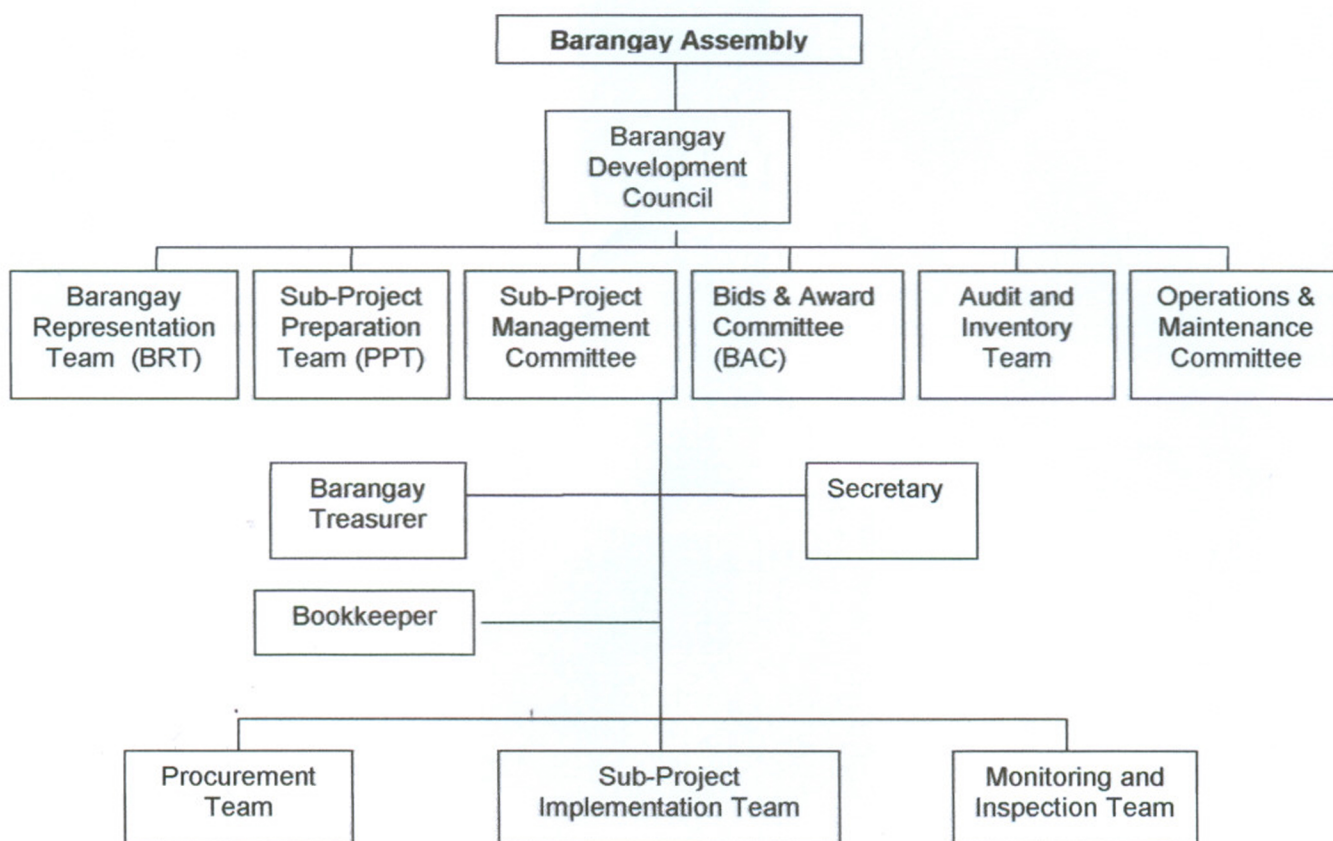 Barangay Assembly
Barangay
Development
Council
Barangay
Representation
Team (BRT)
Sub-Project
Preparation
Team (PPT)
Sub-Project
Management
Committee
Bids & Award
Committee
(BAC)
Audit and
Inventory
Team
Operations &
Maintenance
Committee
Barangay
Treasurer
Secretary
Bookkeeper
Procurement
Team
Sub-Project
Implementation Team
Monitoring and
Inspection Team